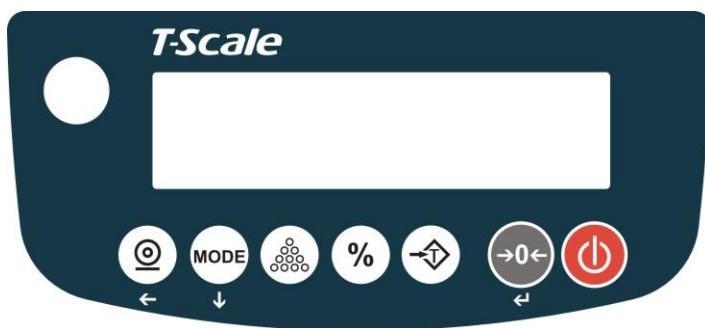 T-Scale
MODE % →T →0←
← ↓ ↵